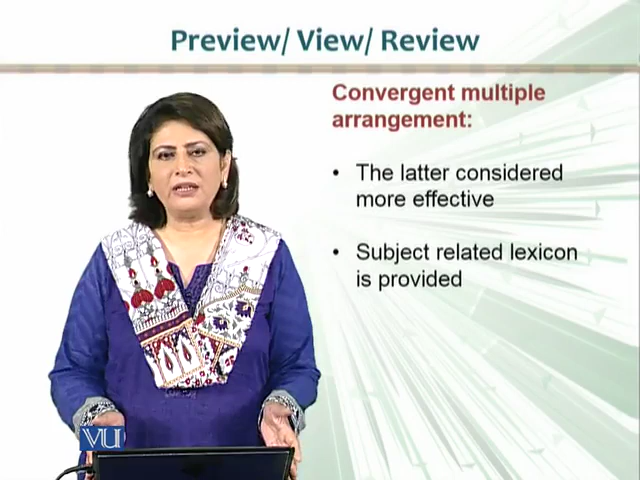 Preview/ View/ Review
Convergent multiple
arrangement:
• The latter considered
more effective
• Subject related lexicon
is provided
VU